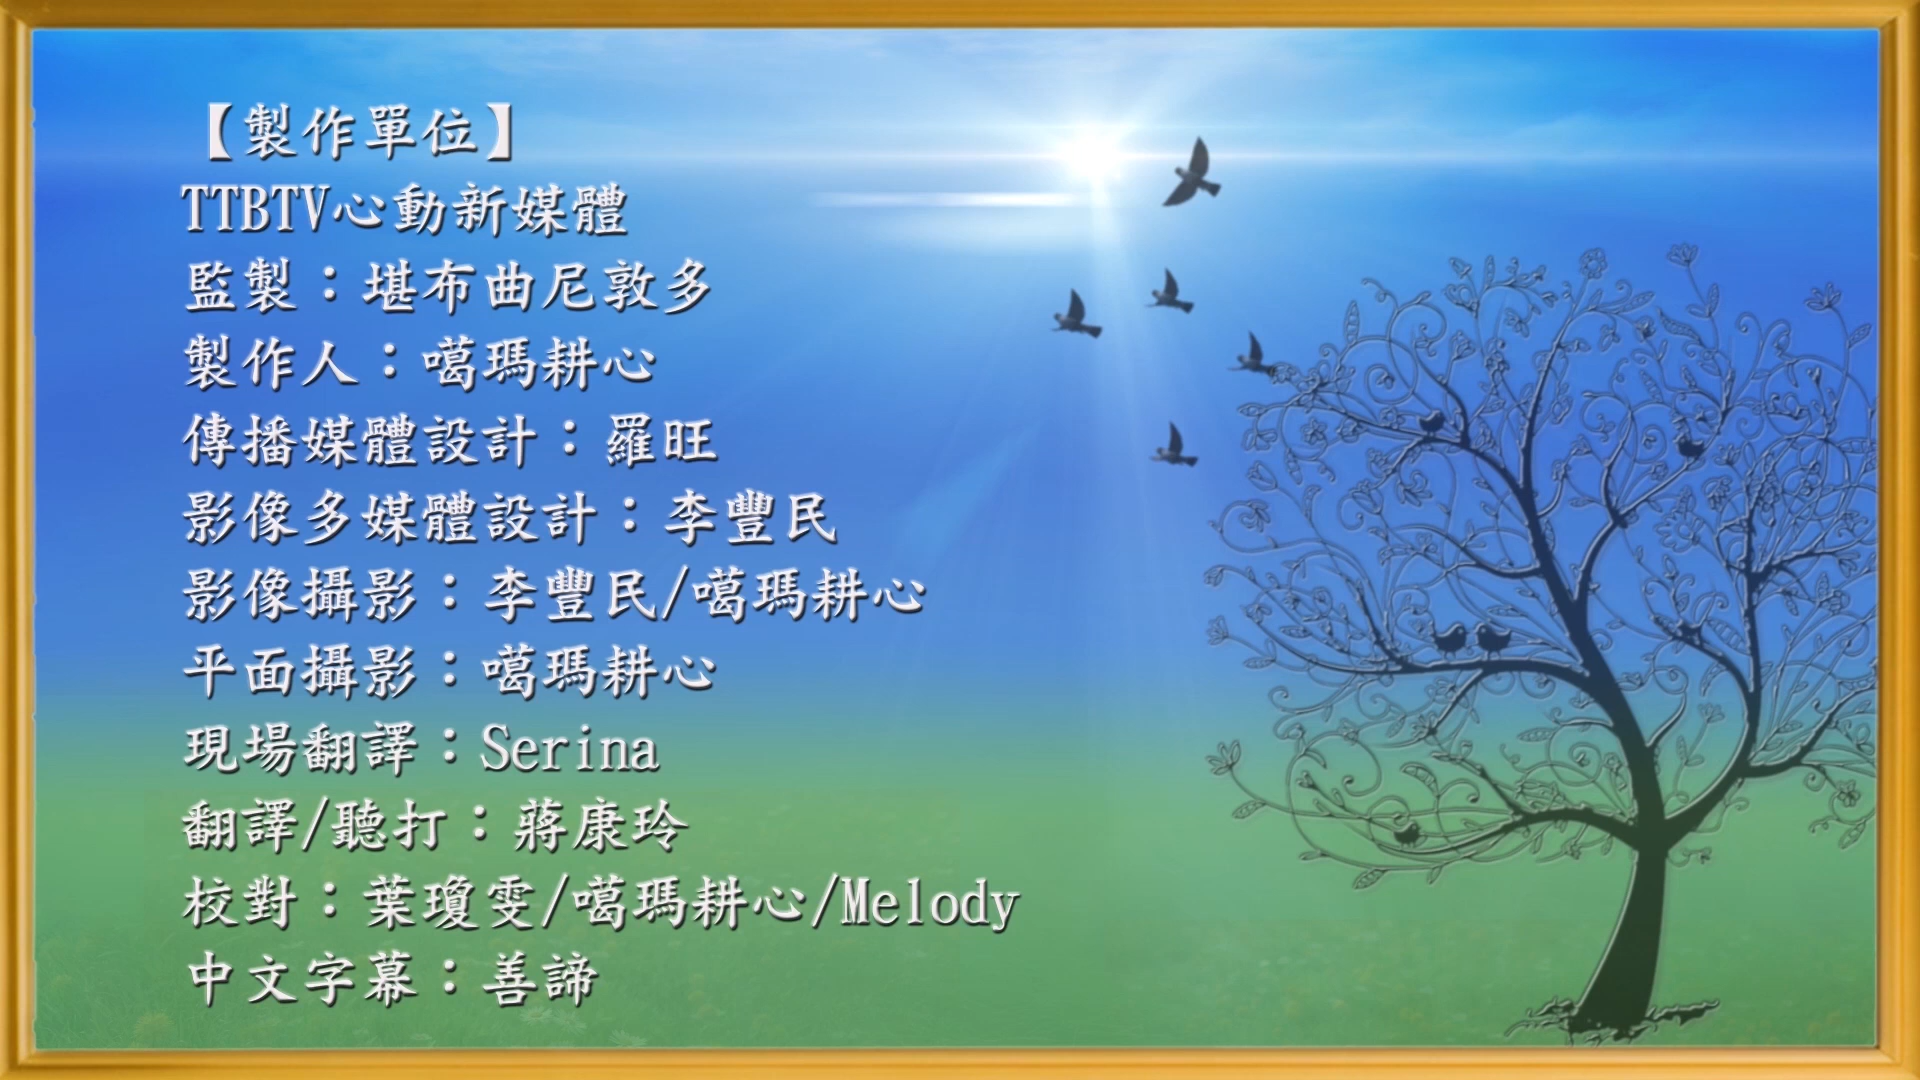 【製作單位】
TTBTV心動新媒體
監製：堪布曲尼敦多
製作人：噶瑪耕心
傳播媒體設計：羅旺
影像多媒體設計：李豐民
影像攝影：李豐民/噶瑪耕心
平面攝影：噶瑪耕心
現場翻譯：Serina
翻譯/聽打：蔣康玲
校對：葉瓊雯/噶瑪耕心/Melody
中文字幕：善諦